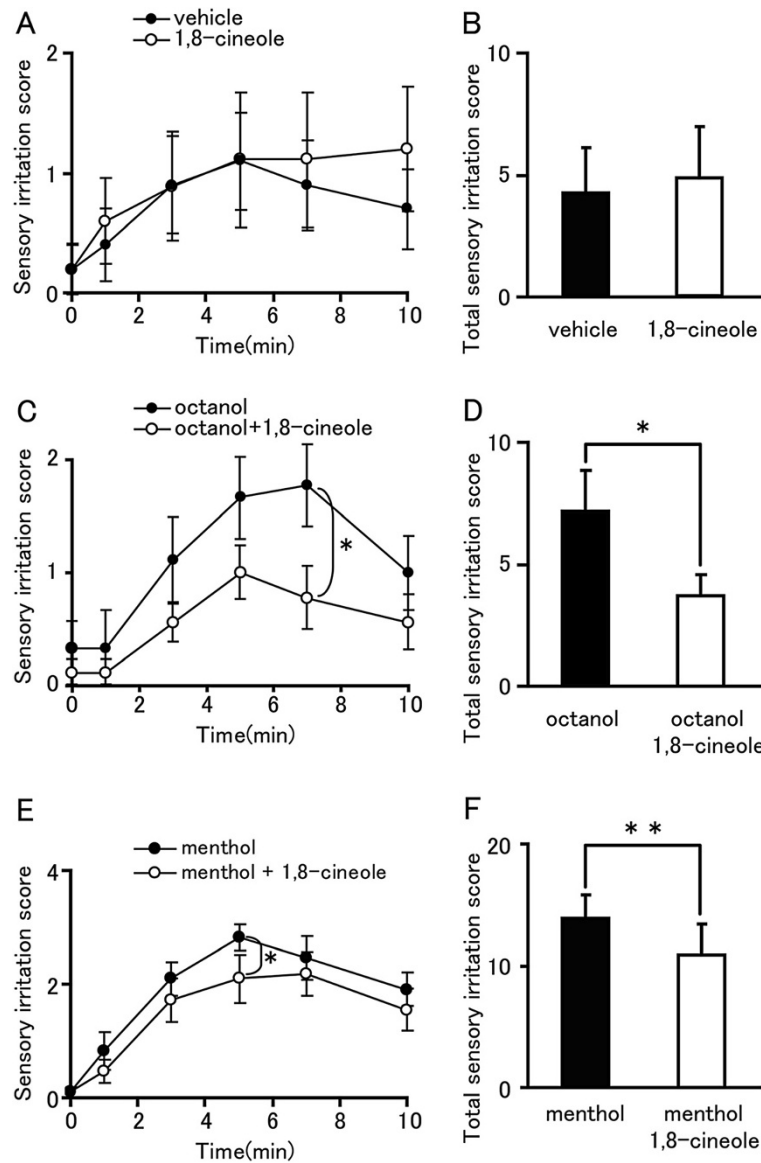 A
vehicle
1,8-cineole
Sensory irritation score
2
1
0
0 2 4 6 8 10
Time(min)
B
Total sensory irritation score
10
5
0
vehicle 1,8-cineole
C
octanol
octanol+1,8-cineole
Sensory irritation score
2
1
0
*
0 2 4 6 8 10
Time(min)
D
Total sensory irritation score
10
5
0
*
octanol octanol
1,8-cineole
E
menthol
menthol + 1,8-cineole
Sensory irritation score
4
2
0
*
0 2 4 6 8 10
Time(min)
F
Total sensory irritation score
20
10
0
* *
menthol menthol
1,8-cineole